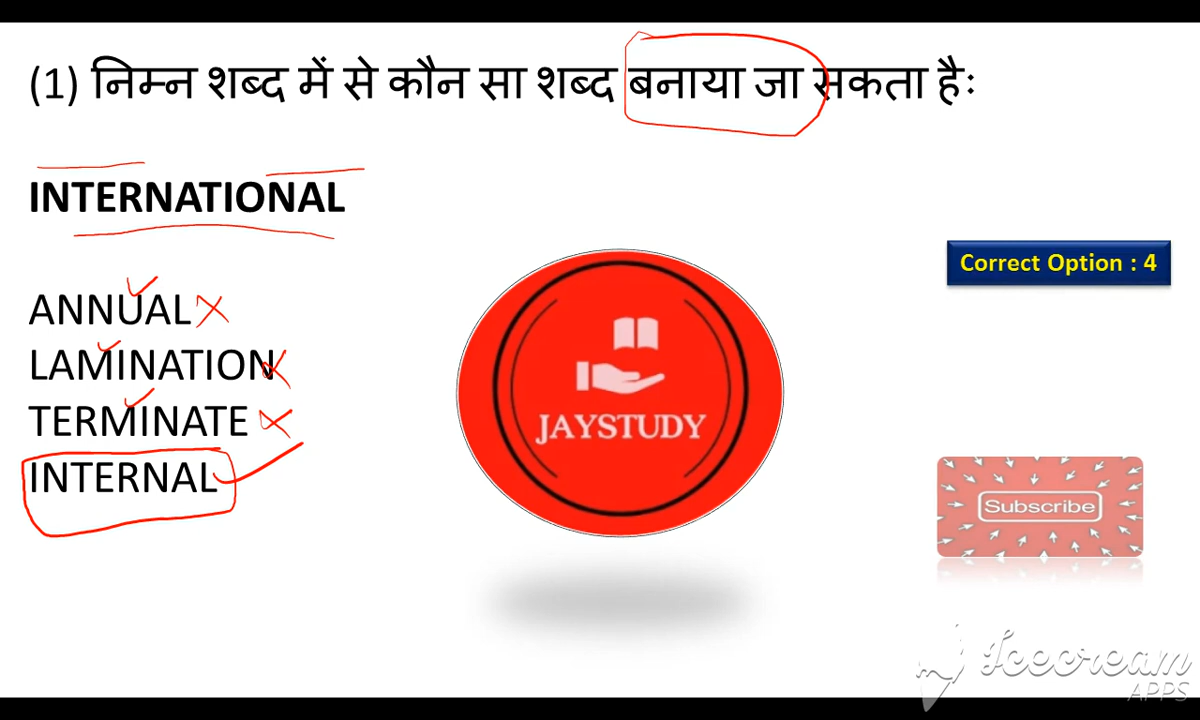 (1) निम्न शब्द में से कौन सा शब्द बनाया जा सकता हैः
INTERNATIONAL
Correct Option : 4
ANNUAL
LAMINATION
TERMINATE
INTERNAL
JAYSTUDY
Subscribe
Icecream
APPS